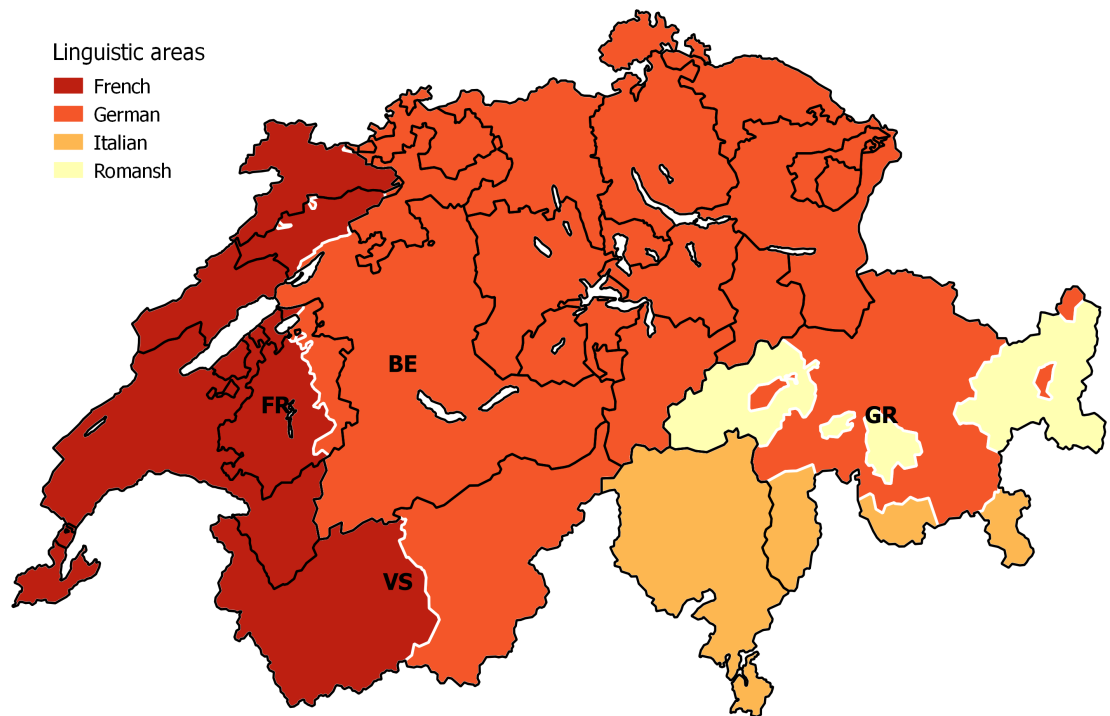 Linguistic areas
French
German
Italian
Romansh
BE
FR
GR
VS